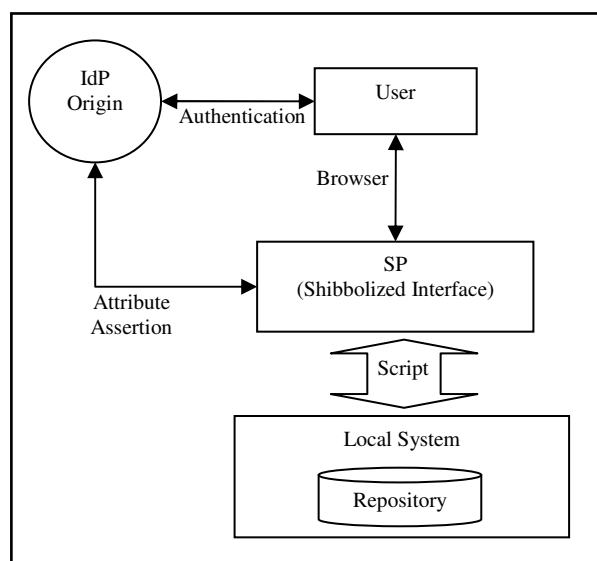 IdP
Origin
User
Authentication
Browser
SP
(Shibbolized Interface)
Attribute
Assertion
Script
Local System
Repository